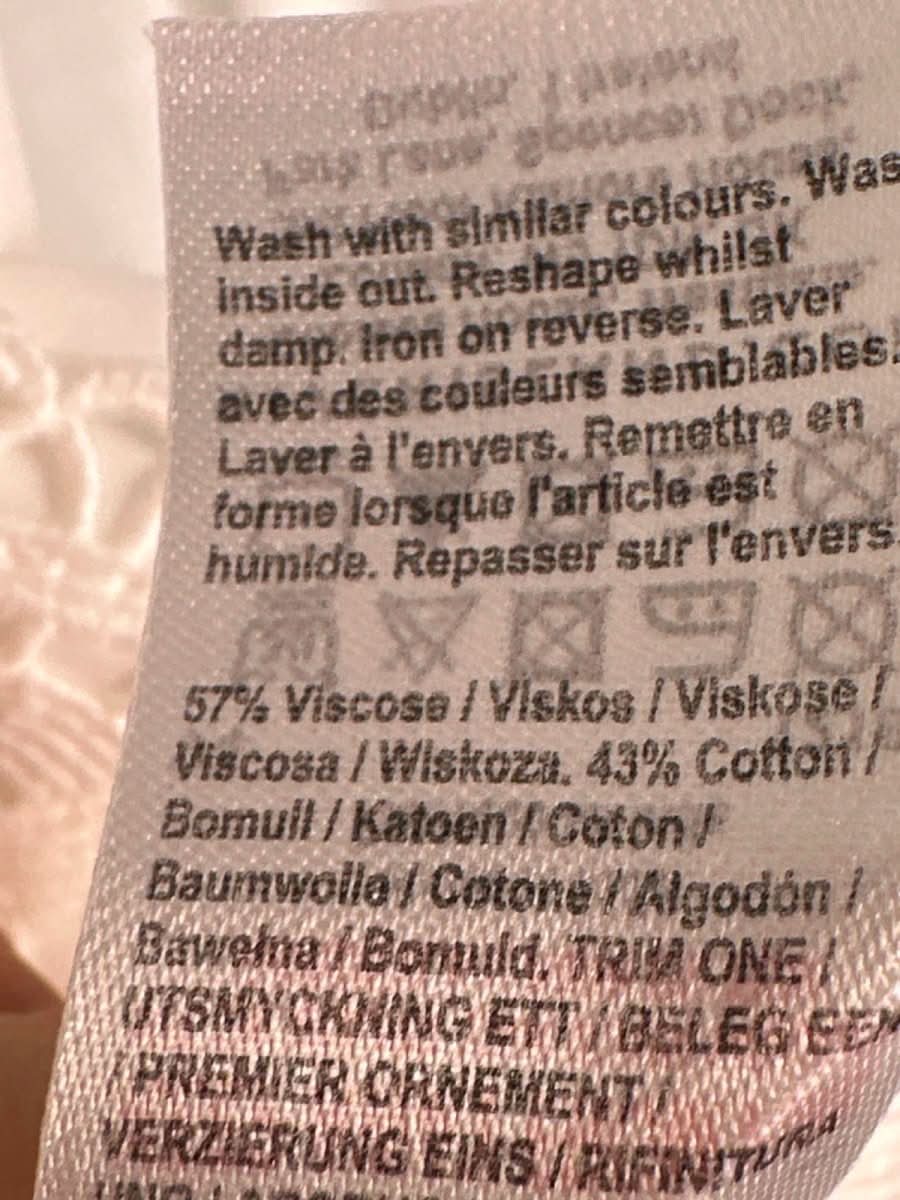 Wash with similar colours. Was
inside out. Reshape whilst
damp. Iron on reverse. Laver
avec des couleurs semblables.
Laver à l'envers. Remettre en
forme lorsque l'article est
humide. Repasser sur l'envers.
57% Viscose / Viskos / Viskose /
Viscosa / Wiskoza. 43% Cotton /
Bomull / Katoen / Coton /
Baumwolle / Cotone / Algodón /
Bawełna / Bomuld. TRIM ONE /
UTSMYCKNING ETT / BELEG EEN
/ PREMIER ORNEMENT /
VERZIERUNG EINS / RIFINITURA